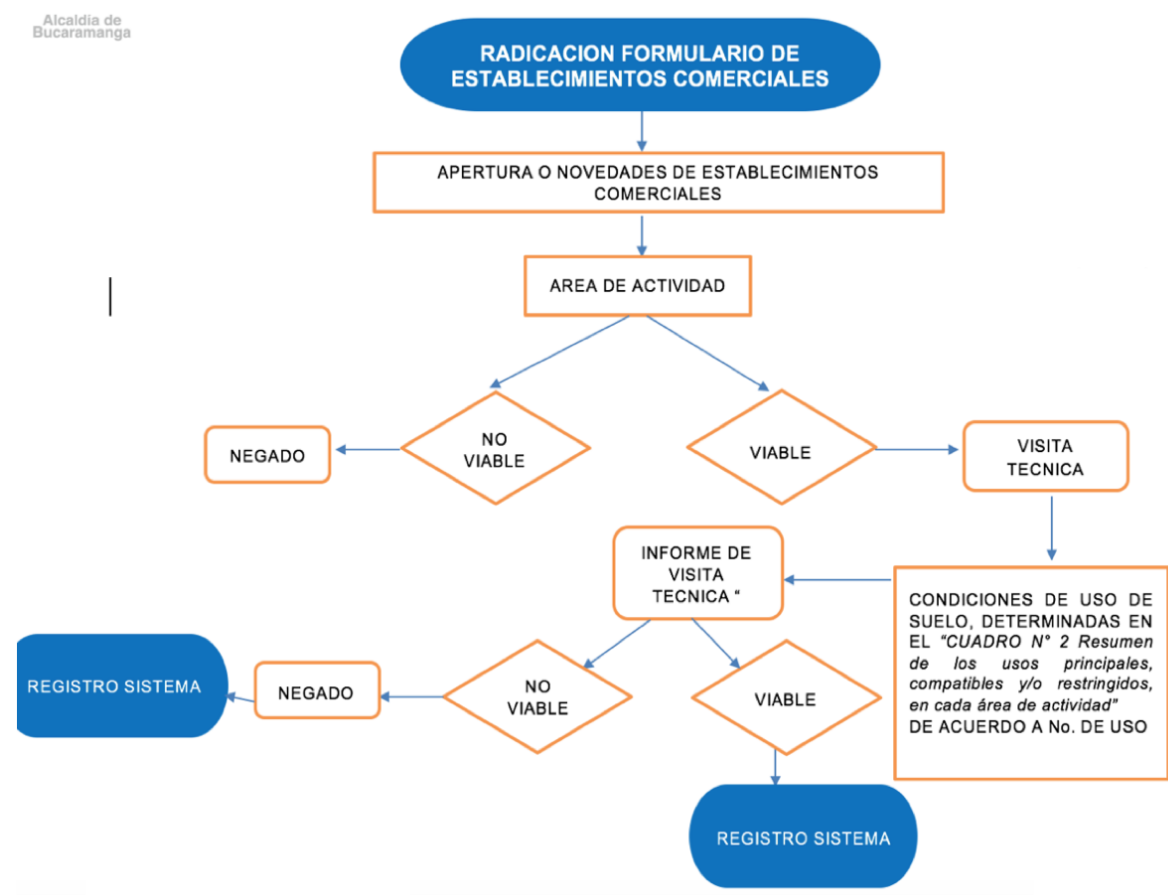 Alcaldía de
Bucaramanga
RADICACION FORMULARIO DE
ESTABLECIMIENTOS COMERCIALES
APERTURA O NOVEDADES DE ESTABLECIMIENTOS
COMERCIALES
AREA DE ACTIVIDAD
NO
VIABLE
NEGADO
VIABLE
VISITA
TECNICA
CONDICIONES DE USO DE
SUELO, DETERMINADAS EN
EL "CUADRO N° 2 Resumen
de los usos principales,
compatibles y/o restringidos,
en cada área de actividad"
DE ACUERDO A No. DE USO
INFORME DE
VISITA
TECNICA “
NO
VIABLE
NEGADO
REGISTRO SISTEMA
VIABLE
REGISTRO SISTEMA